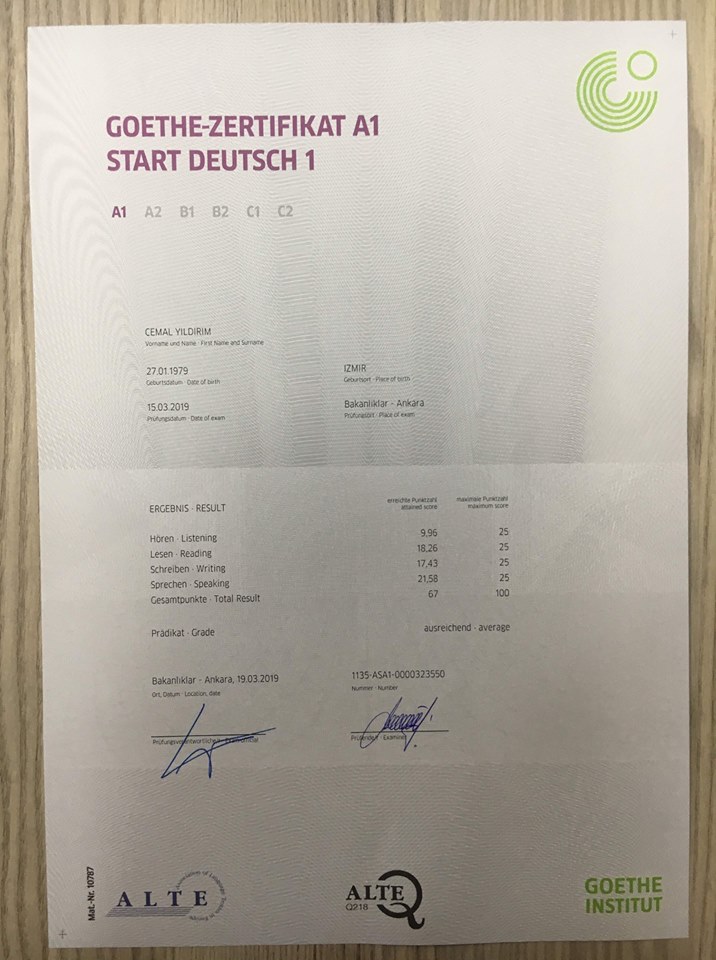 GOETHE-ZERTIFIKAT A1
START DEUTSCH 1
A1 A2 B1 B2 C1 C2
CEMAL YILDIRIM
Vorname und Name · First Name and Surname
27.01.1979
Geburtsdatum · Date of birth
IZMIR
Geburtsort · Place of birth
15.03.2019
Prüfungsdatum · Date of exam
Bakanlıklar - Ankara
Prüfungsort · Place of exam
ERGEBNIS · RESULT
erreichte Punktzahl
attained score
maximale Punktzahl
maximum score
Hören · Listening 9,96 25
Lesen · Reading 18,26 25
Schreiben · Writing 17,43 25
Sprechen · Speaking 21,58 25
Gesamtpunkte · Total Result 67 100
Prädikat · Grade ausreichend · average
Bakanlıklar - Ankara, 19.03.2019
Ort, Datum · Location, date
1135-ASA1-0000323550
Nummer · Number
Mat.-Nr. 10787
ALTE
ALTE
Q218
GOETHE
INSTITUT